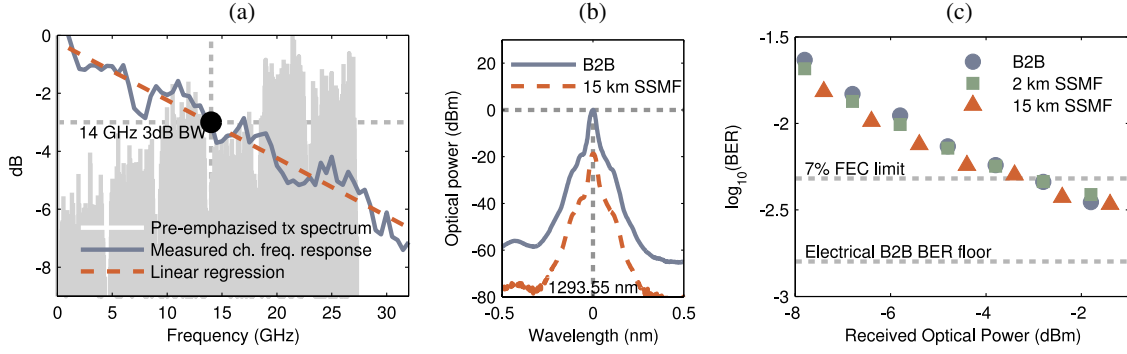 (a)
0
-2
-4
-6
-8
dB
14 GHz 3dB BW
Pre-emphazised tx spectrum
Measured ch. freq. response
Linear regression
0 5 10 15 20 25 30
Frequency (GHz)
(b)
20
0
-20
-40
-60
-80
Optical power (dBm)
B2B
15 km SSMF
1293.55 nm
-0.5 0 0.5
Wavelength (nm)
(c)
-1.5
-2
-2.5
-3
log10(BER)
B2B
2 km SSMF
15 km SSMF
7% FEC limit
Electrical B2B BER floor
-8 -6 -4 -2
Received Optical Power (dBm)